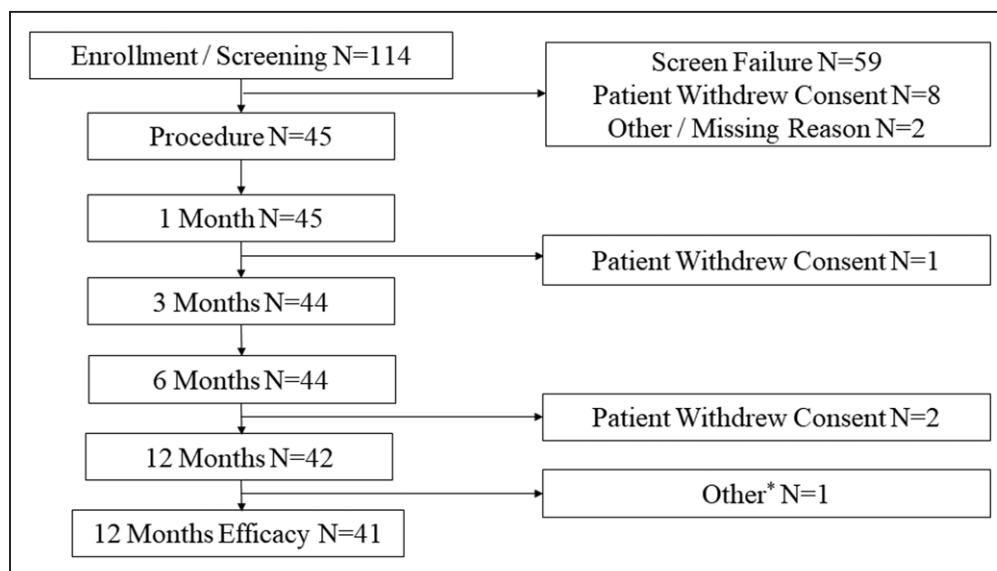 Enrollment / Screening N=114
Screen Failure N=59
Patient Withdrew Consent N=8
Other / Missing Reason N=2
Procedure N=45
1 Month N=45
Patient Withdrew Consent N=1
3 Months N=44
6 Months N=44
Patient Withdrew Consent N=2
12 Months N=42
Other* N=1
12 Months Efficacy N=41